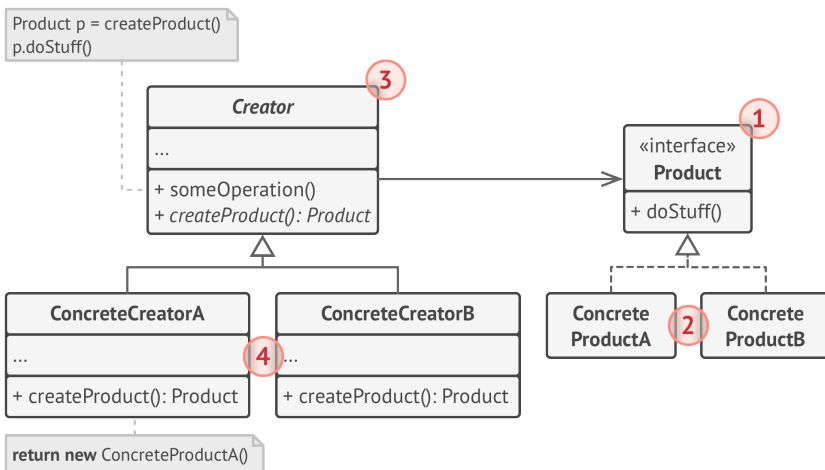 Product p = createProduct()
p.doStuff()
3
Creator
...
+ someOperation()
+ createProduct(): Product
1
«interface»
Product
+ doStuff()
ConcreteCreatorA
...
+ createProduct(): Product
4
ConcreteCreatorB
...
+ createProduct(): Product
Concrete
ProductA
2
Concrete
ProductB
return new ConcreteProductA()